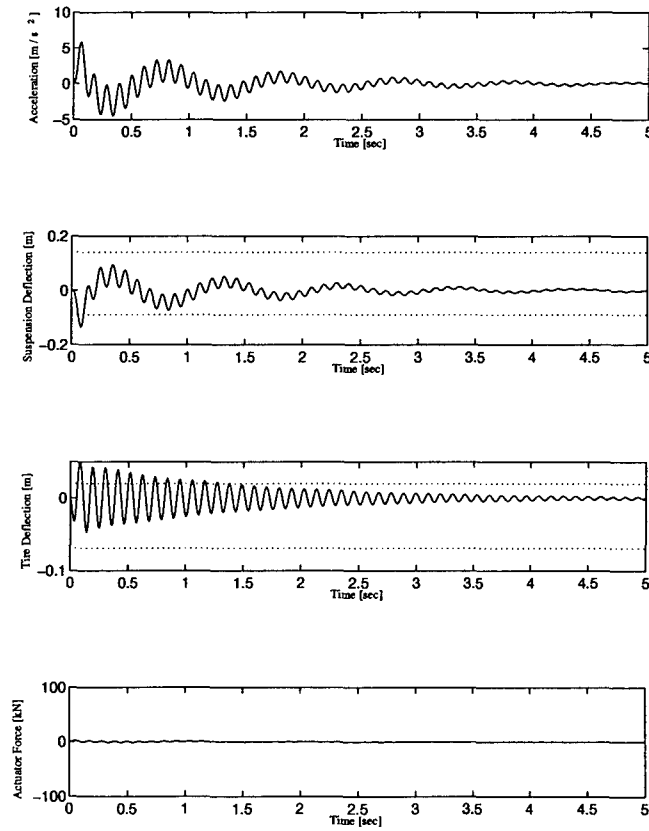 10
5
0
−5
Acceleration [m / s ²]
0 0.5 1 1.5 2 2.5 3 3.5 4 4.5 5
Time [sec]
0.2
0
−0.2
Suspension Deflection [m]
0 0.5 1 1.5 2 2.5 3 3.5 4 4.5 5
Time [sec]
0
−0.1
Tire Deflection [m]
0 0.5 1 1.5 2 2.5 3 3.5 4 4.5 5
Time [sec]
100
0
−100
Actuator Force [kN]
0 0.5 1 1.5 2 2.5 3 3.5 4 4.5 5
Time [sec]